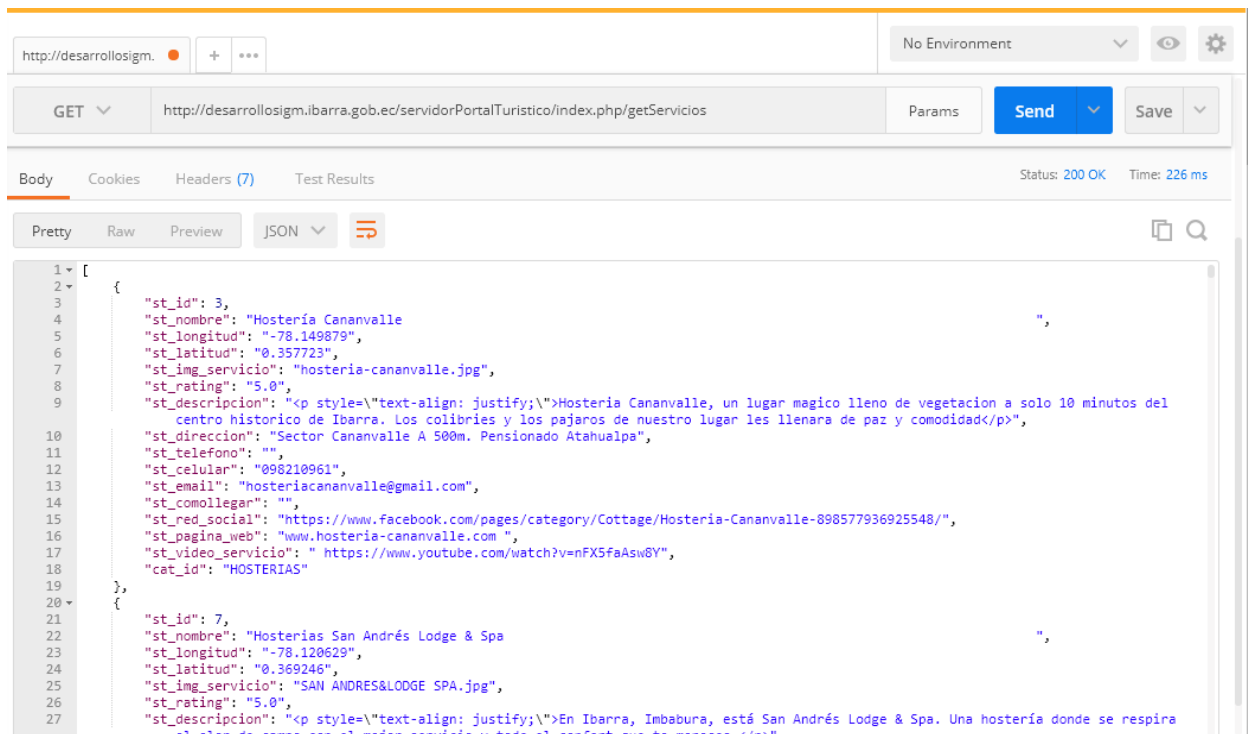 http://desarrollosigm. + ••• No Environment
GET http://desarrollosigm.ibarra.gob.ec/servidorPortalTuristico/index.php/getServicios Params Send Save
Body Cookies Headers (7) Test Results Status: 200 OK Time: 226 ms
Pretty Raw Preview JSON
1 [
2 {
3 "st_id": 3,
4 "st_nombre": "Hostería Cananvalle ",
5 "st_longitud": "-78.149879",
6 "st_latitud": "0.357723",
7 "st_img_servicio": "hosteria-cananvalle.jpg",
8 "st_rating": "5.0",
9 "st_descripcion": "<p style=\"text-align: justify;\">Hosteria Cananvalle, un lugar magico lleno de vegetacion a solo 10 minutos del
centro historico de Ibarra. Los colibries y los pajaros de nuestro lugar les llenara de paz y comodidad</p>",
10 "st_direccion": "Sector Cananvalle A 500m. Pensionado Atahualpa",
11 "st_telefono": "",
12 "st_celular": "098210961",
13 "st_email": "hosteriacananvalle@gmail.com",
14 "st_comollegar": "",
15 "st_red_social": "https://www.facebook.com/pages/category/Cottage/Hosteria-Cananvalle-898577936925548/",
16 "st_pagina_web": "www.hosteria-cananvalle.com ",
17 "st_video_servicio": " https://www.youtube.com/watch?v=nFX5faAsw8Y",
18 "cat_id": "HOSTERIAS"
19 },
20 {
21 "st_id": 7,
22 "st_nombre": "Hosterias San Andrés Lodge & Spa ",
23 "st_longitud": "-78.120629",
24 "st_latitud": "0.369246",
25 "st_img_servicio": "SAN ANDRES&LODGE SPA.jpg",
26 "st_rating": "5.0",
27 "st_descripcion": "<p style=\"text-align: justify;\">En Ibarra, Imbabura, está San Andrés Lodge & Spa. Una hostería donde se respira